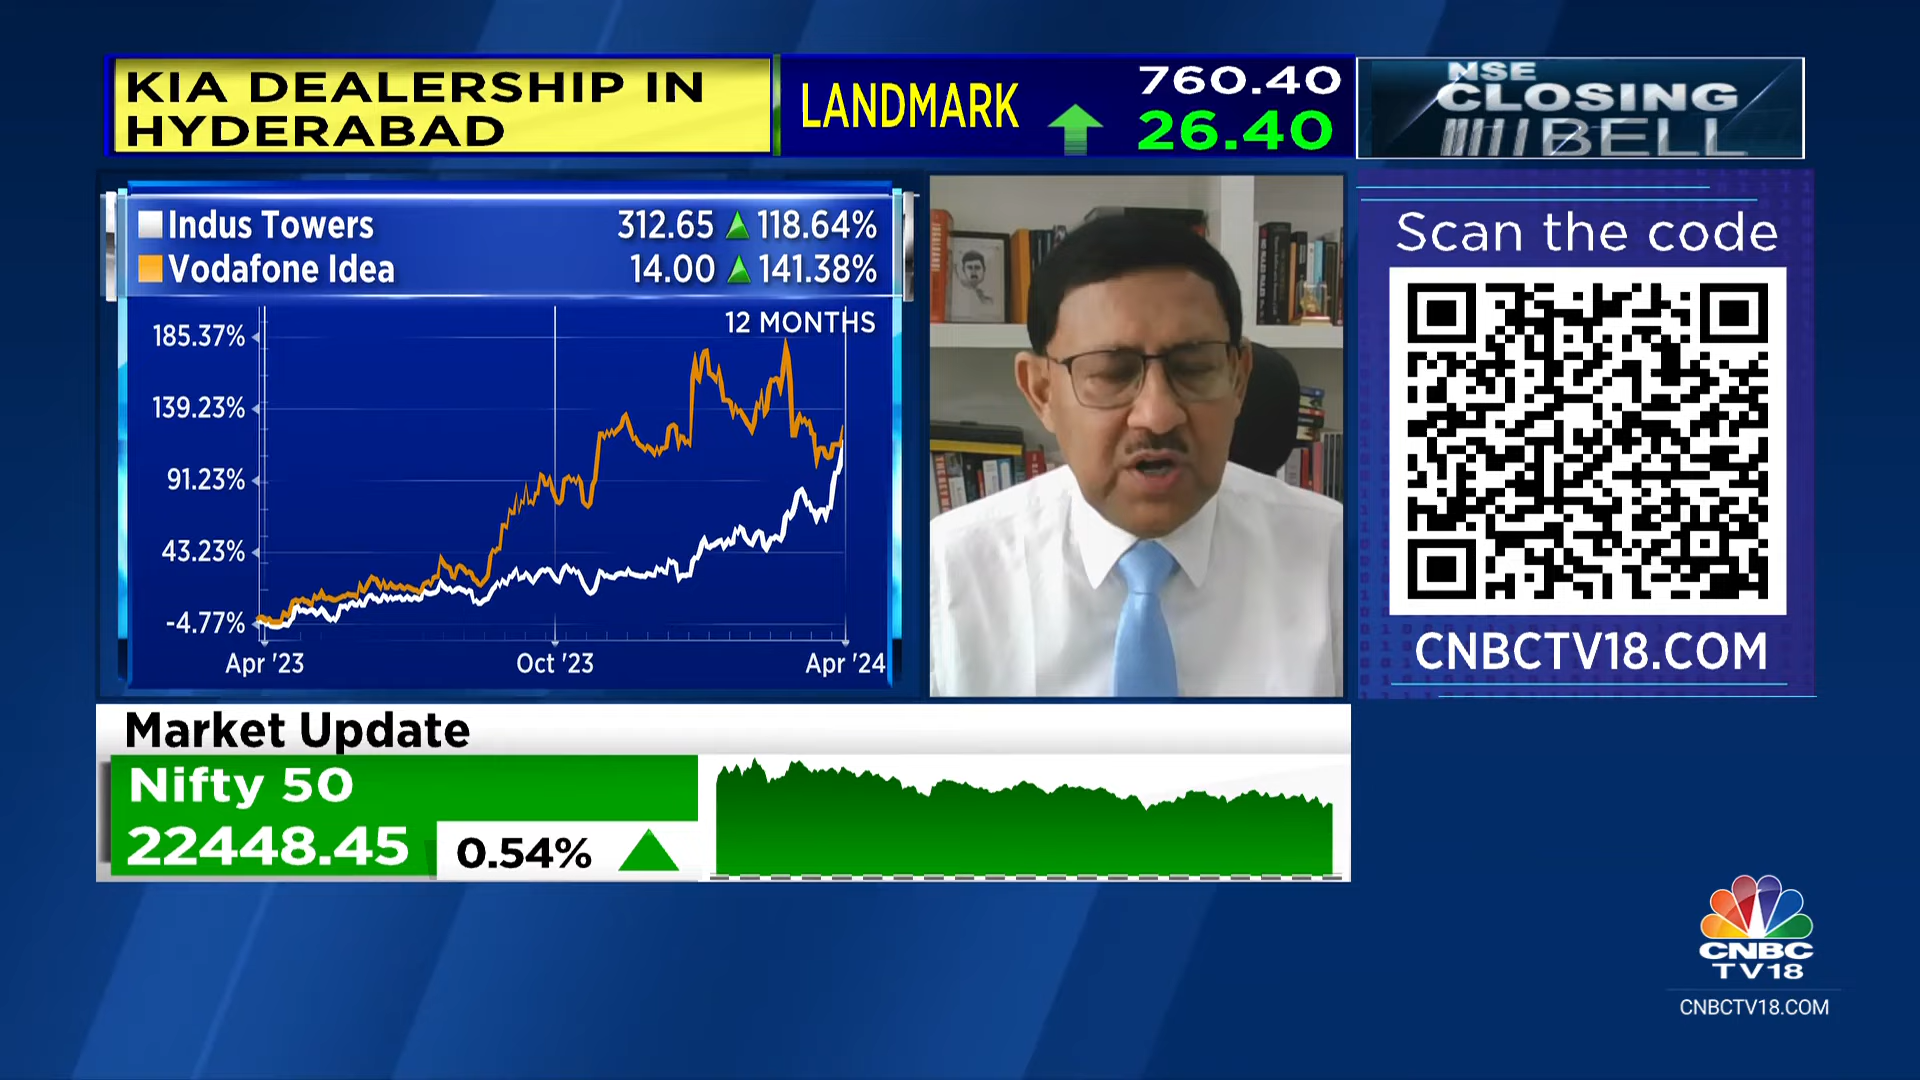 KIA DEALERSHIP IN
HYDERABAD
LANDMARK
760.40
26.40
NSE
CLOSING
BELL
Indus Towers 312.65 118.64%
Vodafone Idea 14.00 141.38%
12 MONTHS
185.37%
139.23%
91.23%
43.23%
-4.77%
Apr '23 Oct '23 Apr '24
Scan the code
CNBCTV18.COM
Market Update
Nifty 50
22448.45
0.54%
CNBC
TV18
CNBCTV18.COM